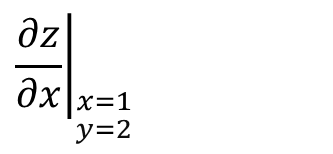 ∂z/∂x|
x=1
y=2